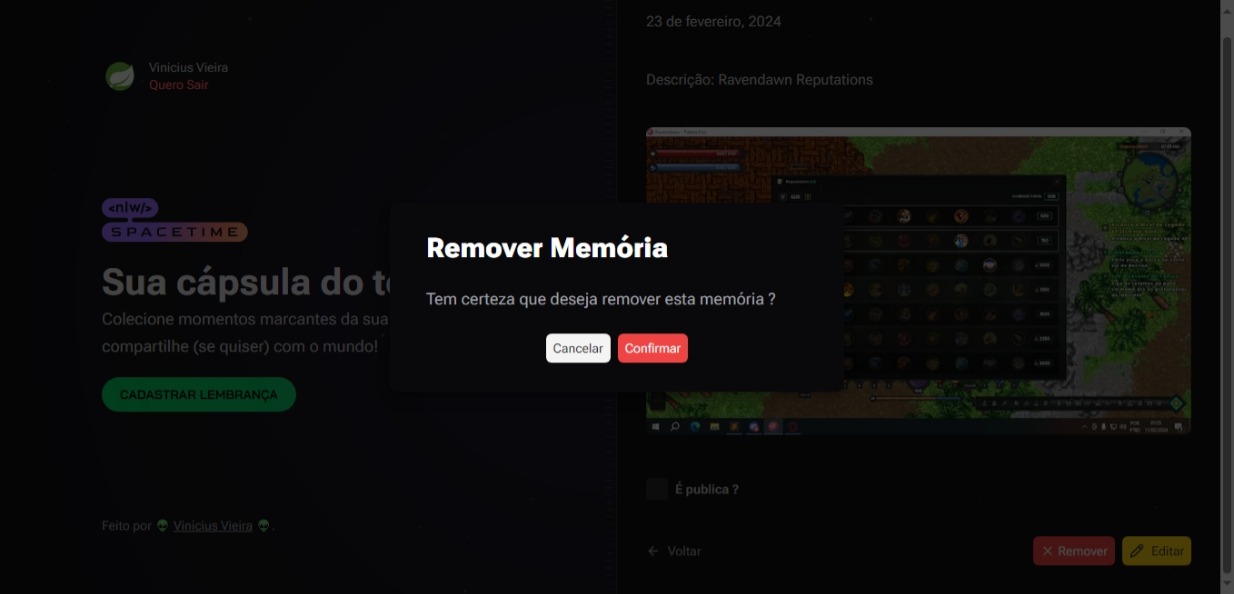 Vinicius Vieira
Quero Sair
<nlw/>
SPACETIME
Sua cápsula do t
Colecione momentos marcantes da sua
compartilhe (se quiser) com o mundo!
CADASTRAR LEMBRANÇA
Feito por 👽 Vinícius Vieira 👽.
23 de fevereiro, 2024
Descrição: Ravendawn Reputations
Remover Memória
Tem certeza que deseja remover esta memória ?
Cancelar
Confirmar
É publica ?
Voltar
Remover
Editar